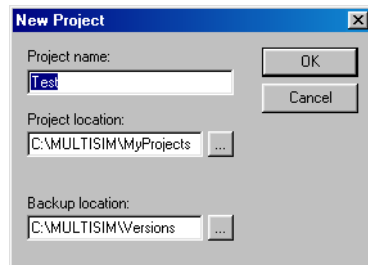 New Project
Project name:
Test
OK
Cancel
Project location:
C:\MULTISIM\MyProjects
...
Backup location:
C:\MULTISIM\Versions
...